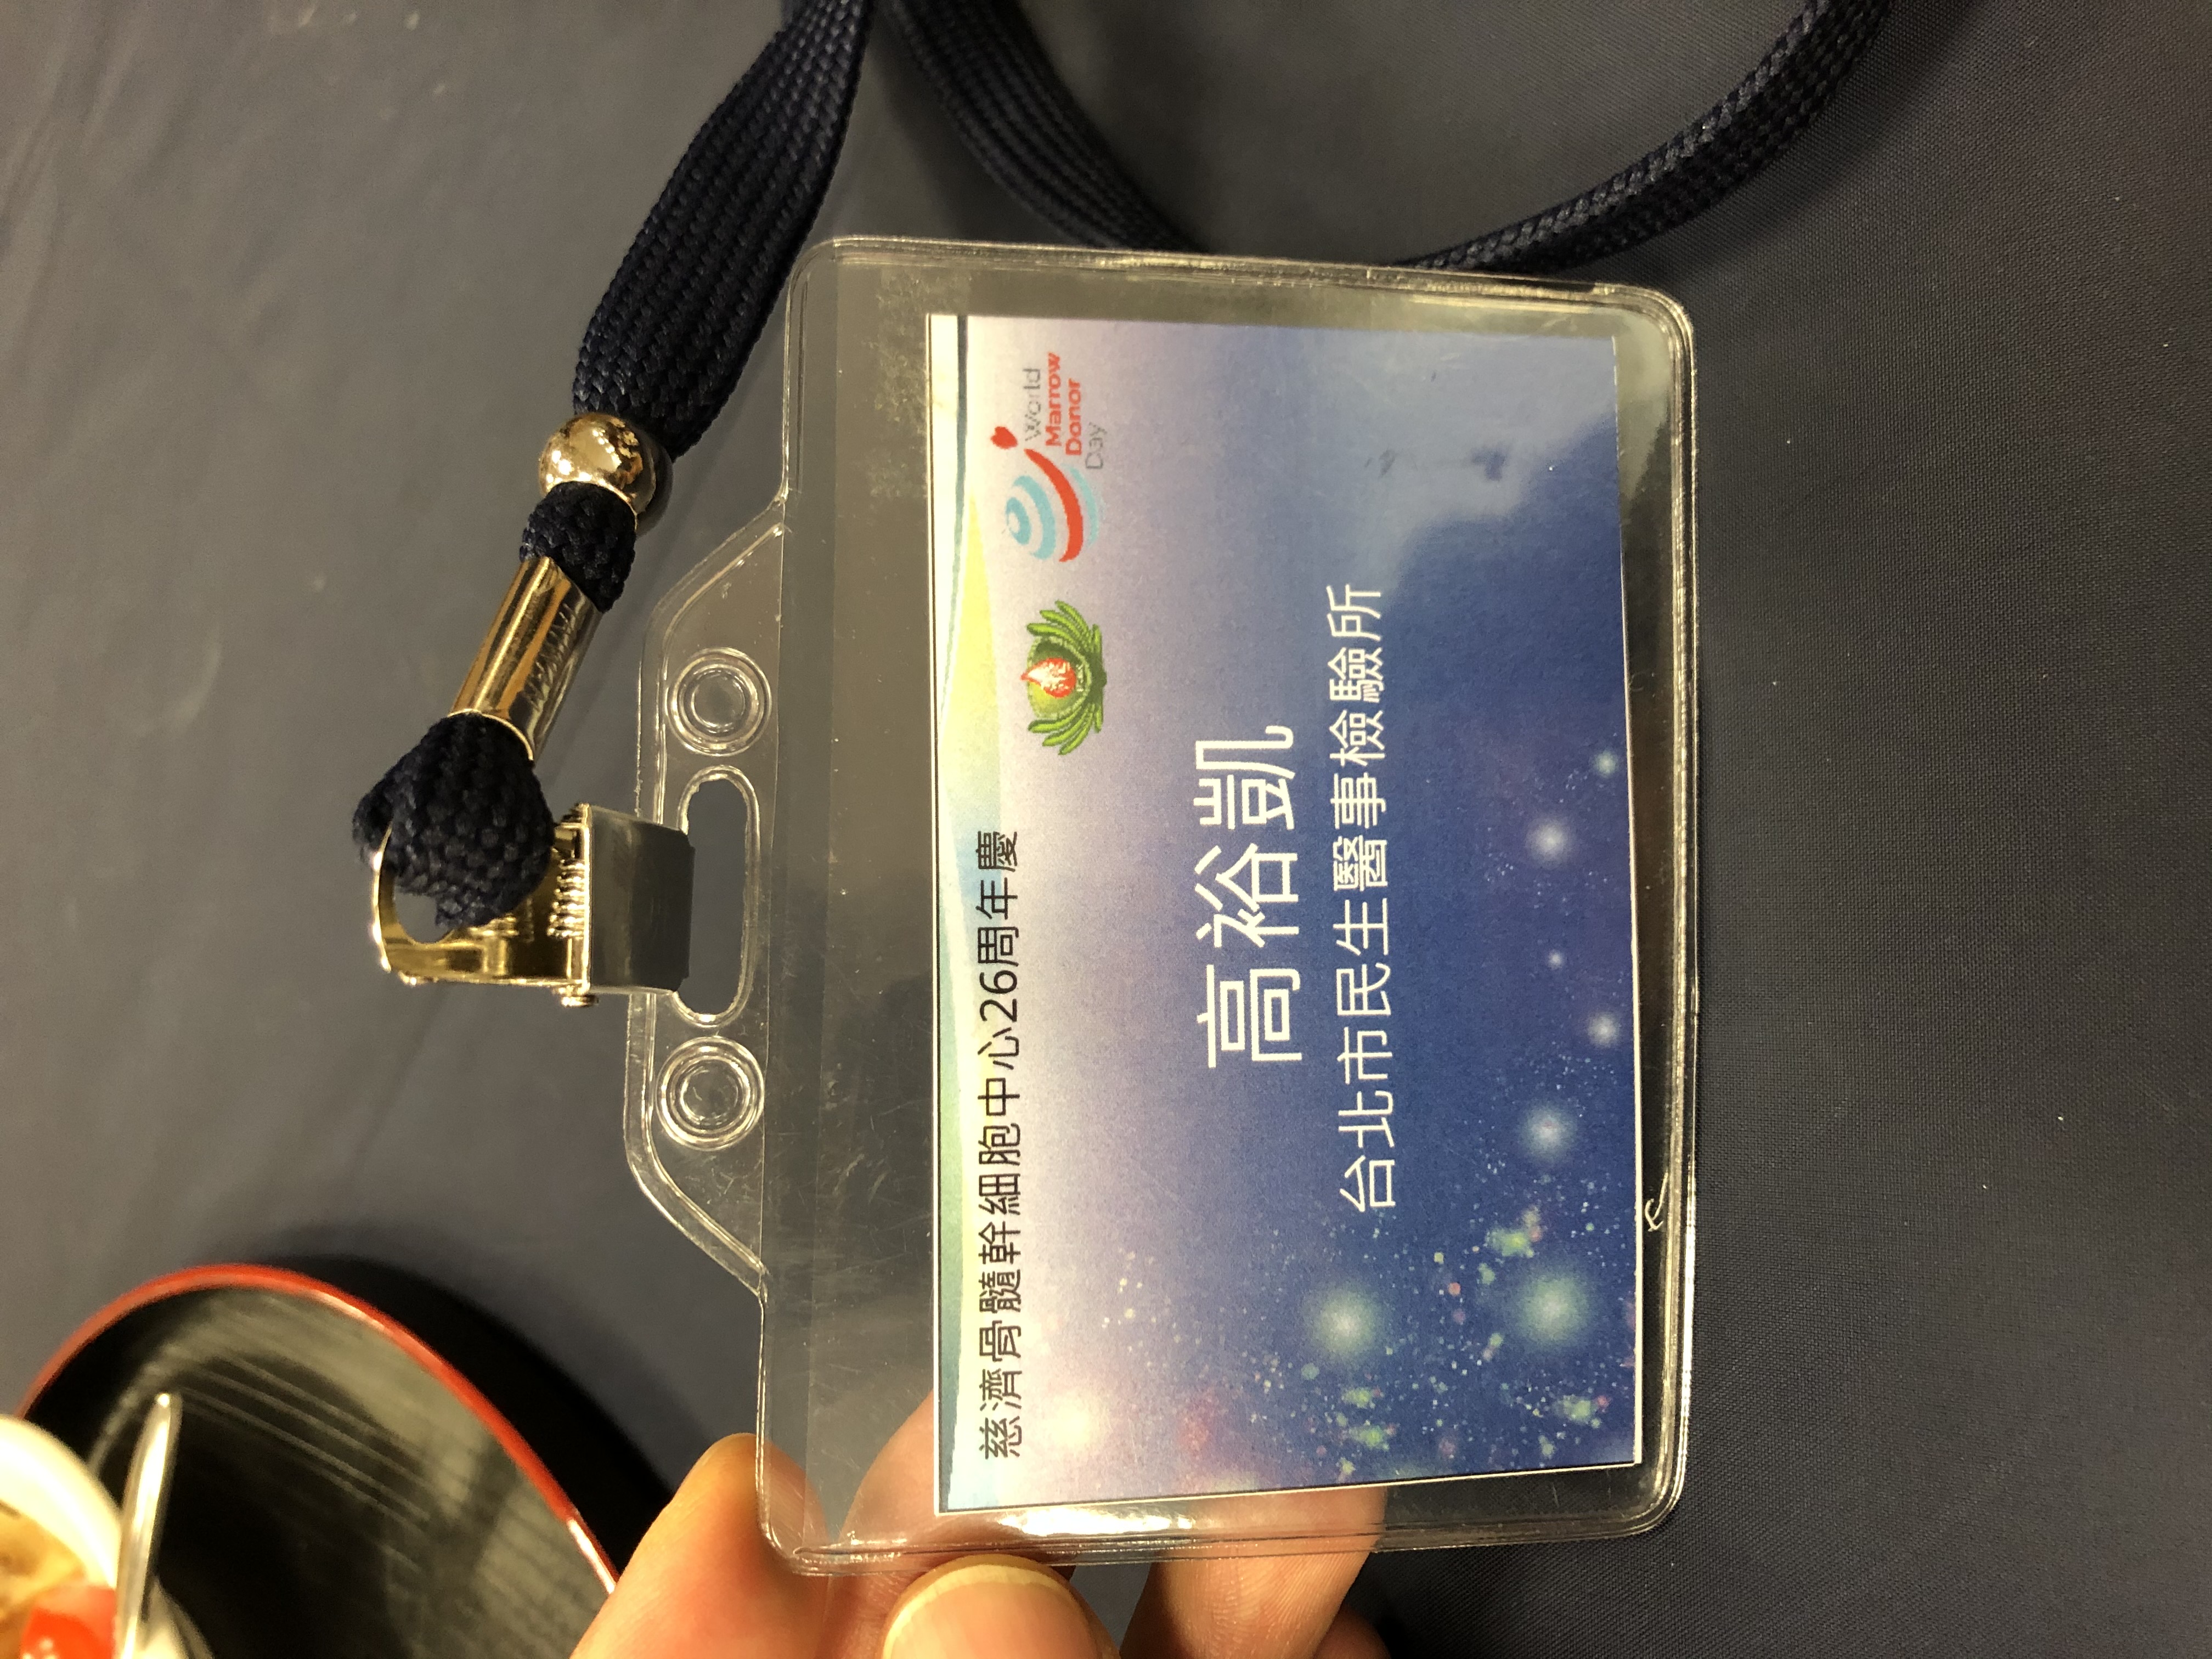 慈濟骨髓幹細胞中心26周年慶
World
Marrow
Donor
Day
高裕凱
台北市民生醫事檢驗所